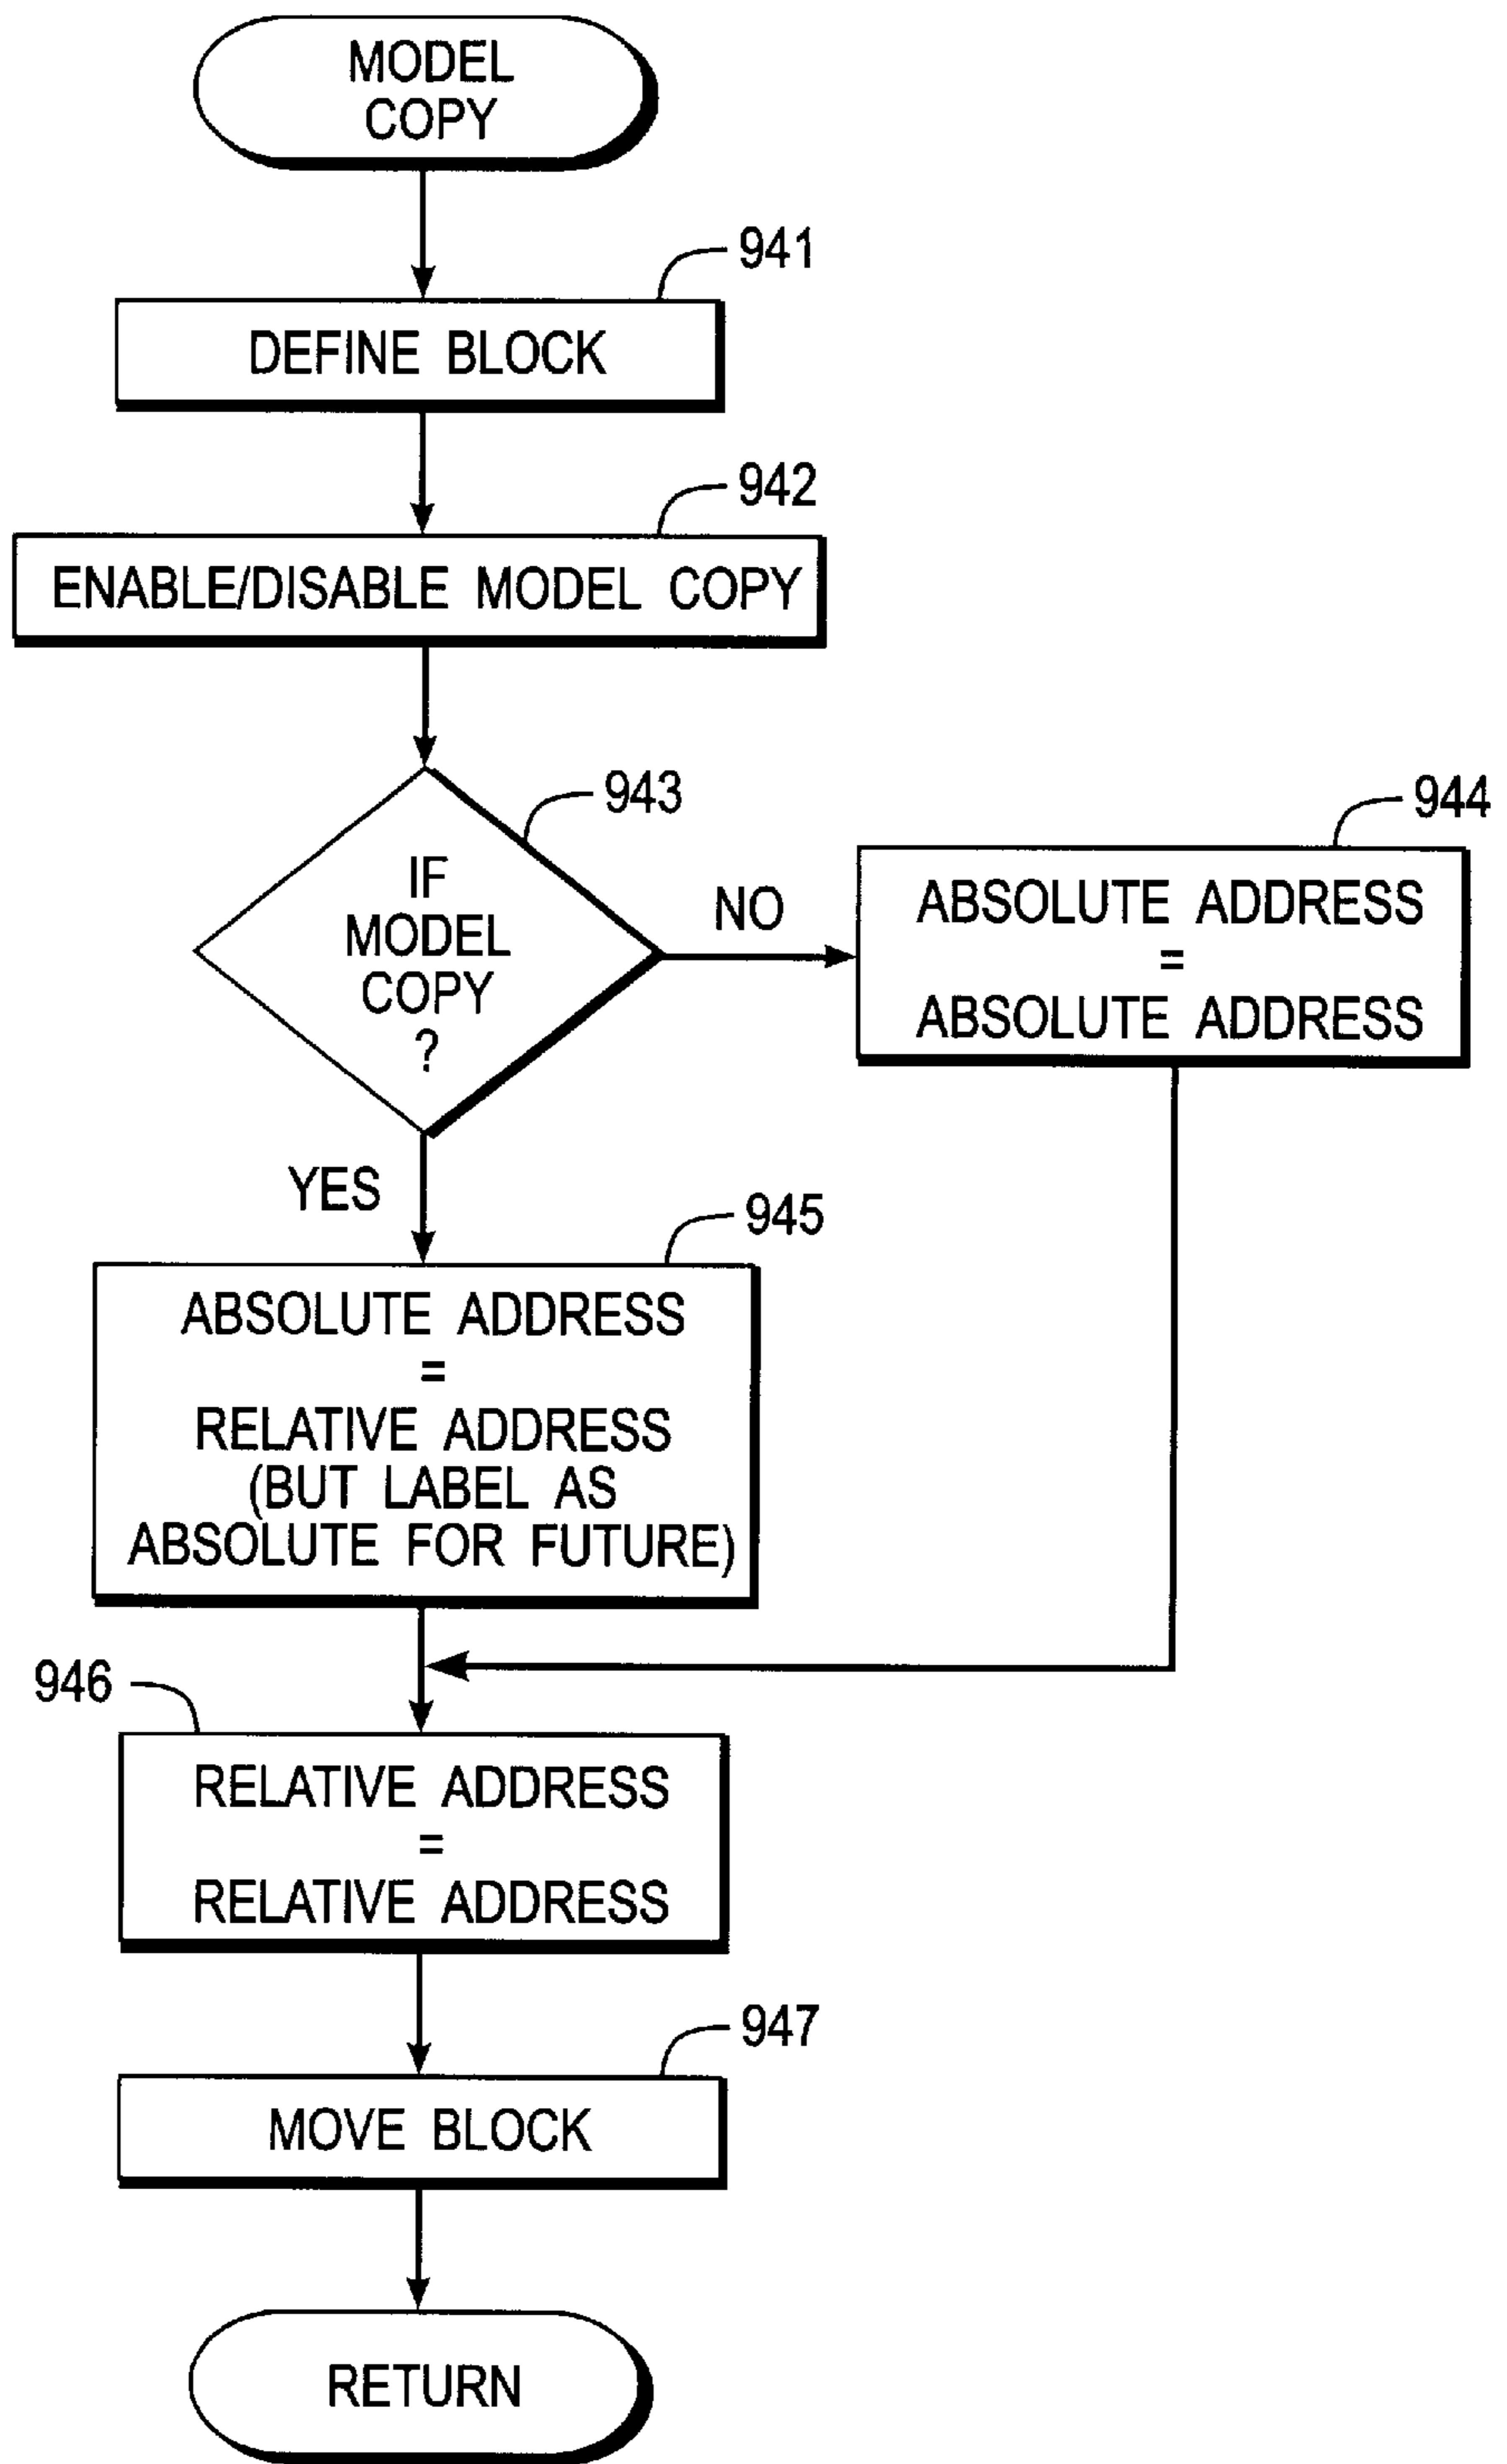 MODEL
COPY
941
DEFINE BLOCK
942
ENABLE/DISABLE MODEL COPY
943
IF
MODEL
COPY
?
NO
944
ABSOLUTE ADDRESS
=
ABSOLUTE ADDRESS
YES
945
ABSOLUTE ADDRESS
=
RELATIVE ADDRESS
(BUT LABEL AS
ABSOLUTE FOR FUTURE)
946
RELATIVE ADDRESS
=
RELATIVE ADDRESS
947
MOVE BLOCK
RETURN